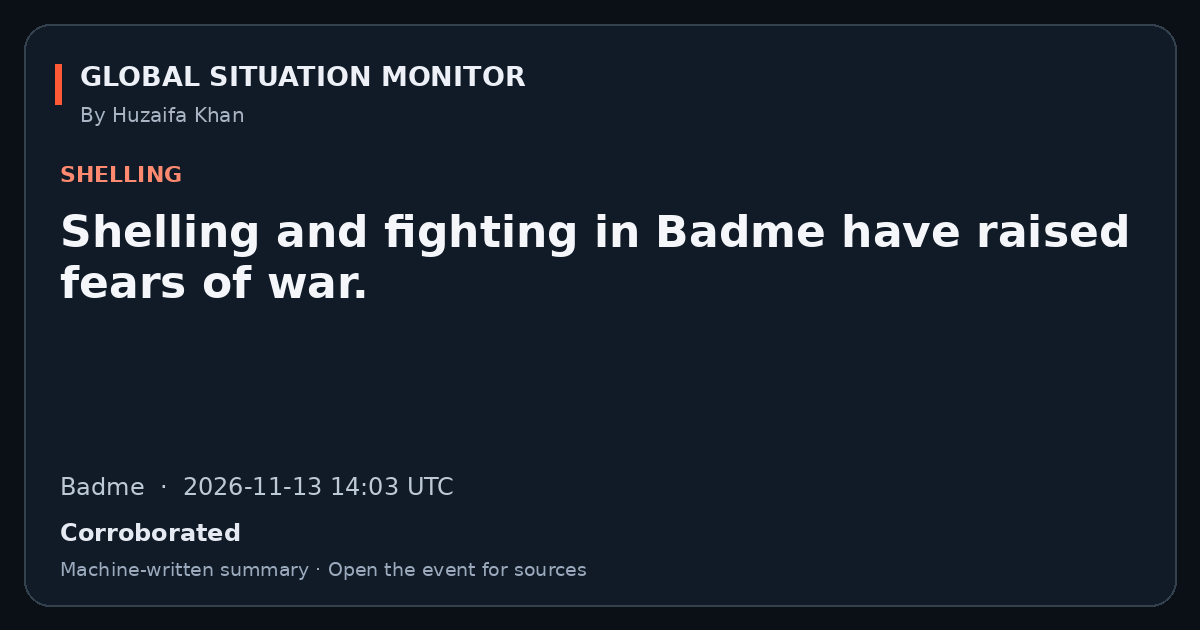 GLOBAL SITUATION MONITOR
By Huzaifa Khan
SHELLING
Shelling and fighting in Badme have raised
fears of war.
Badme · 2026-11-13 14:03 UTC
Corroborated
Machine-written summary · Open the event for sources